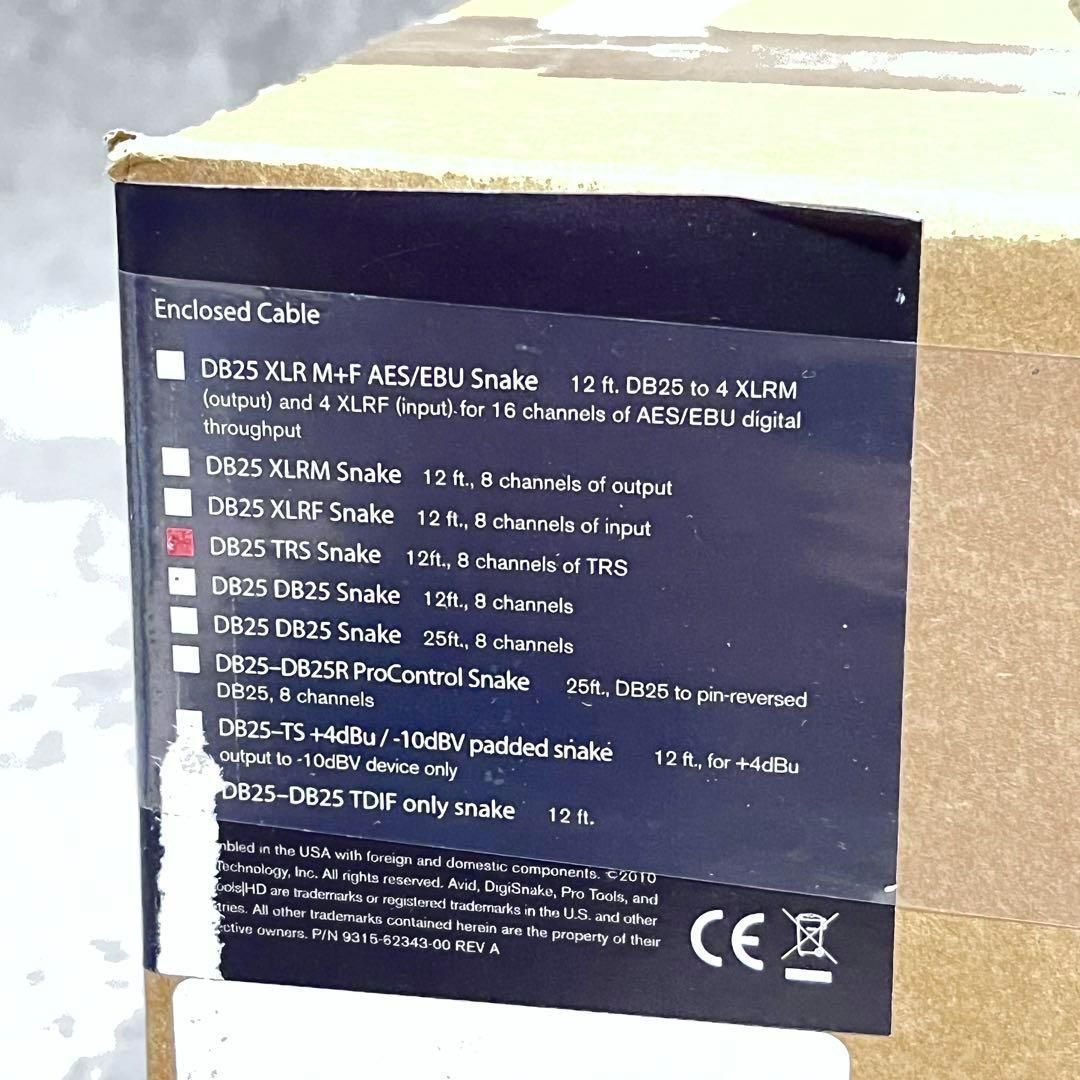 Enclosed Cable
DB25 XLR M+F AES/EBU Snake 12 ft. DB25 to 4 XLRM
(output) and 4 XLRF (input) for 16 channels of AES/EBU digital
throughput
DB25 XLRM Snake 12 ft., 8 channels of output
DB25 XLRF Snake 12 ft., 8 channels of input
DB25 TRS Snake 12ft., 8 channels of TRS
DB25 DB25 Snake 12ft., 8 channels
DB25 DB25 Snake 25ft., 8 channels
DB25–DB25R ProControl Snake 25ft., DB25 to pin-reversed
DB25, 8 channels
DB25–TS +4dBu / -10dBV padded snake 12 ft., for +4dBu
output to -10dBV device only
DB25–DB25 TDIF only snake 12 ft.
in the USA with foreign and domestic components. ©2010
Technology, Inc. All rights reserved. Avid, DigiSnake, Pro Tools, and
ools|HD are trademarks or registered trademarks in the U.S. and other
tries. All other trademarks contained herein are the property of their
ctive owners. P/N 9315-62343-00 REV A
CE